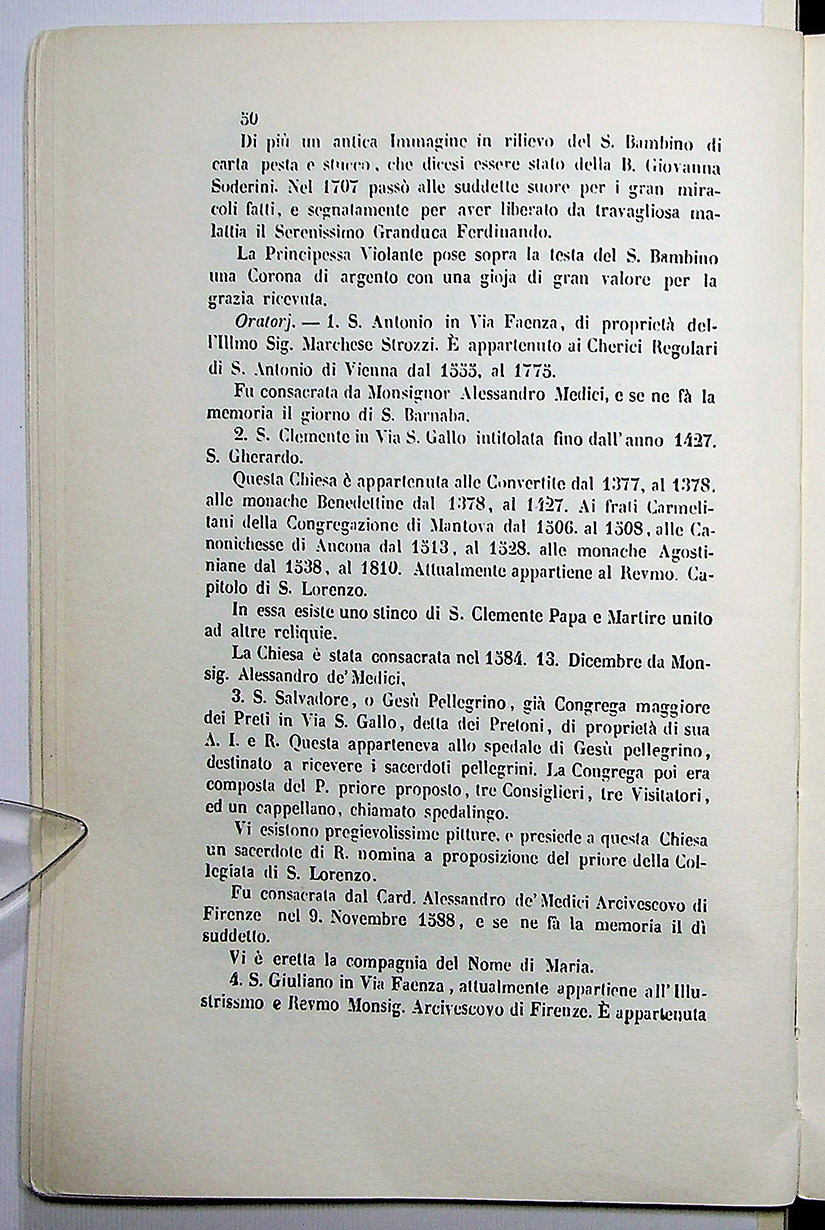 50
Di più un antica Immagine in rilievo del S. Bambino di
carta pesta e stucco, che dicesi essere stato della B. Giovanna
Soderini. Nel 1707 passò alle suddette suore per i gran mira-
coli fatti, e segnatamente per aver liberato da travagliosa ma-
lattia il Serenissimo Granduca Ferdinando.
La Principessa Violante pose sopra la testa del S. Bambino
una Corona di argento con una gioja di gran valore per la
grazia ricevuta.
Oratorj. — 1. S. Antonio in Via Faenza, di proprietà del-
l'Illmo Sig. Marchese Strozzi. È appartenuto ai Cherici Regolari
di S. Antonio di Vienna dal 1555, al 1775.
Fu consacrata da Monsignor Alessandro Medici, e se ne fà la
memoria il giorno di S. Barnaba.
2. S. Clemente in Via S. Gallo intitolata fino dall'anno 1427.
S. Gherardo.
Questa Chiesa è appartenuta alle Convertite dal 1377, al 1378.
alle monache Benedettine dal 1378, al 1427. Ai frati Carmeli-
tani della Congregazione di Mantova dal 1506. al 1508, alle Ca-
nonichesse di Ancona dal 1513, al 1528. alle monache Agosti-
niane dal 1538, al 1810. Attualmente appartiene al Revmo. Ca-
pitolo di S. Lorenzo.
In essa esiste uno stinco di S. Clemente Papa e Martire unito
ad altre reliquie.
La Chiesa è stata consacrata nel 1584. 13. Dicembre da Mon-
sig. Alessandro de' Medici,
3. S. Salvadore, o Gesù Pellegrino, già Congrega maggiore
dei Preti in Via S. Gallo, detta dei Pretoni, di proprietà di sua
A. I. e R. Questa apparteneva allo spedale di Gesù pellegrino,
destinato a ricevere i sacerdoti pellegrini. La Congrega poi era
composta del P. priore proposto, tre Consiglieri, tre Visitatori,
ed un cappellano, chiamato spedalingo.
Vi esistono pregievolissime pitture, e presiede a questa Chiesa
un sacerdote di R. nomina a proposizione del priore della Col-
legiata di S. Lorenzo.
Fu consacrata dal Card. Alessandro de' Medici Arcivescovo di
Firenze nel 9. Novembre 1588, e se ne fà la memoria il dì
suddetto.
Vi è eretta la compagnia del Nome di Maria.
4. S. Giuliano in Via Faenza, attualmente appartiene all'Illu-
strissmo e Revmo Monsig. Arcivescovo di Firenze. È appartenuta